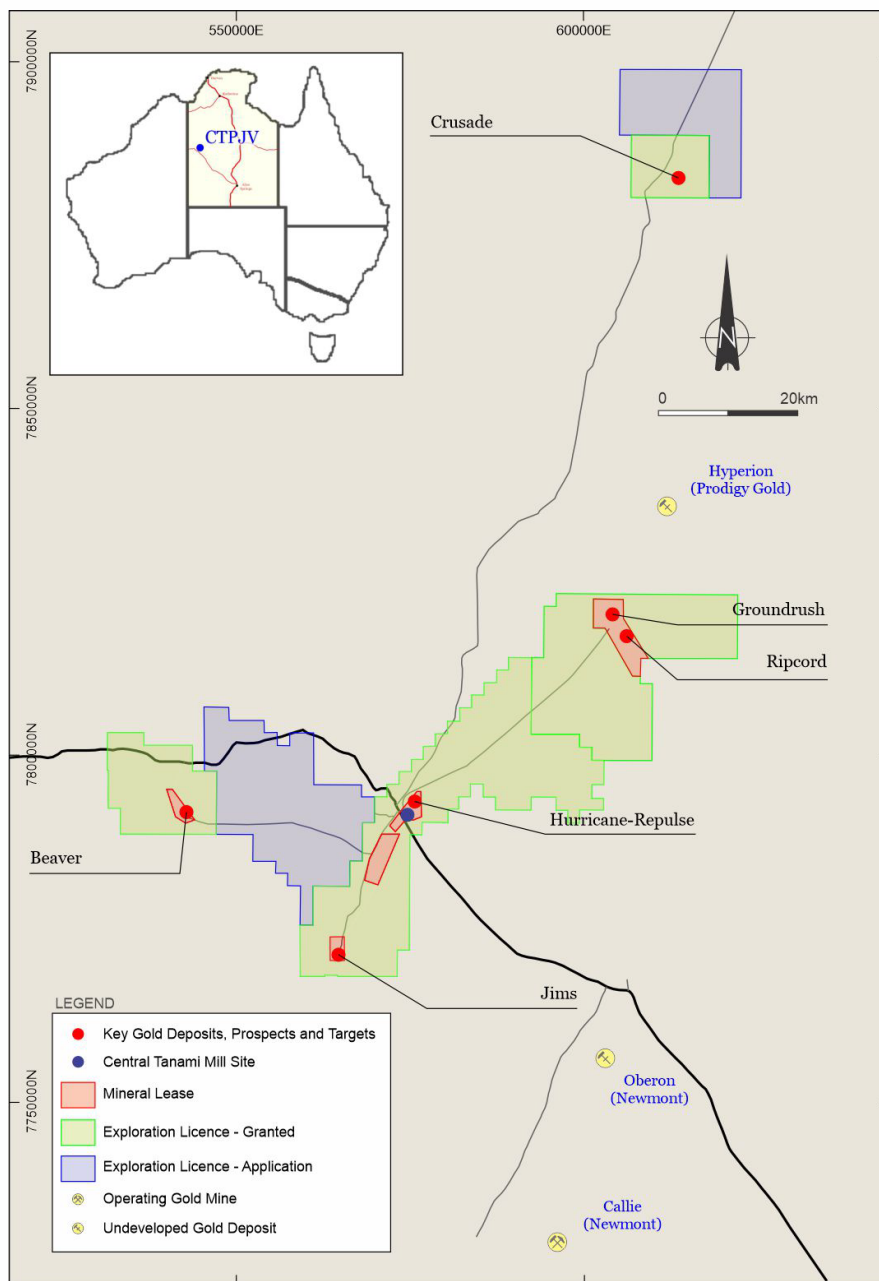 550000E
600000E
7900000N
CTPJV
Crusade
N
0
20km
7850000N
Hyperion
(Prodigy Gold)
Groundrush
Ripcord
7800000N
Hurricane-Repulse
Beaver
Jims
LEGEND
Key Gold Deposits, Prospects and Targets
Central Tanami Mill Site
Mineral Lease
Exploration Licence - Granted
Exploration Licence - Application
Operating Gold Mine
Undeveloped Gold Deposit
Oberon
(Newmont)
7750000N
Callie
(Newmont)